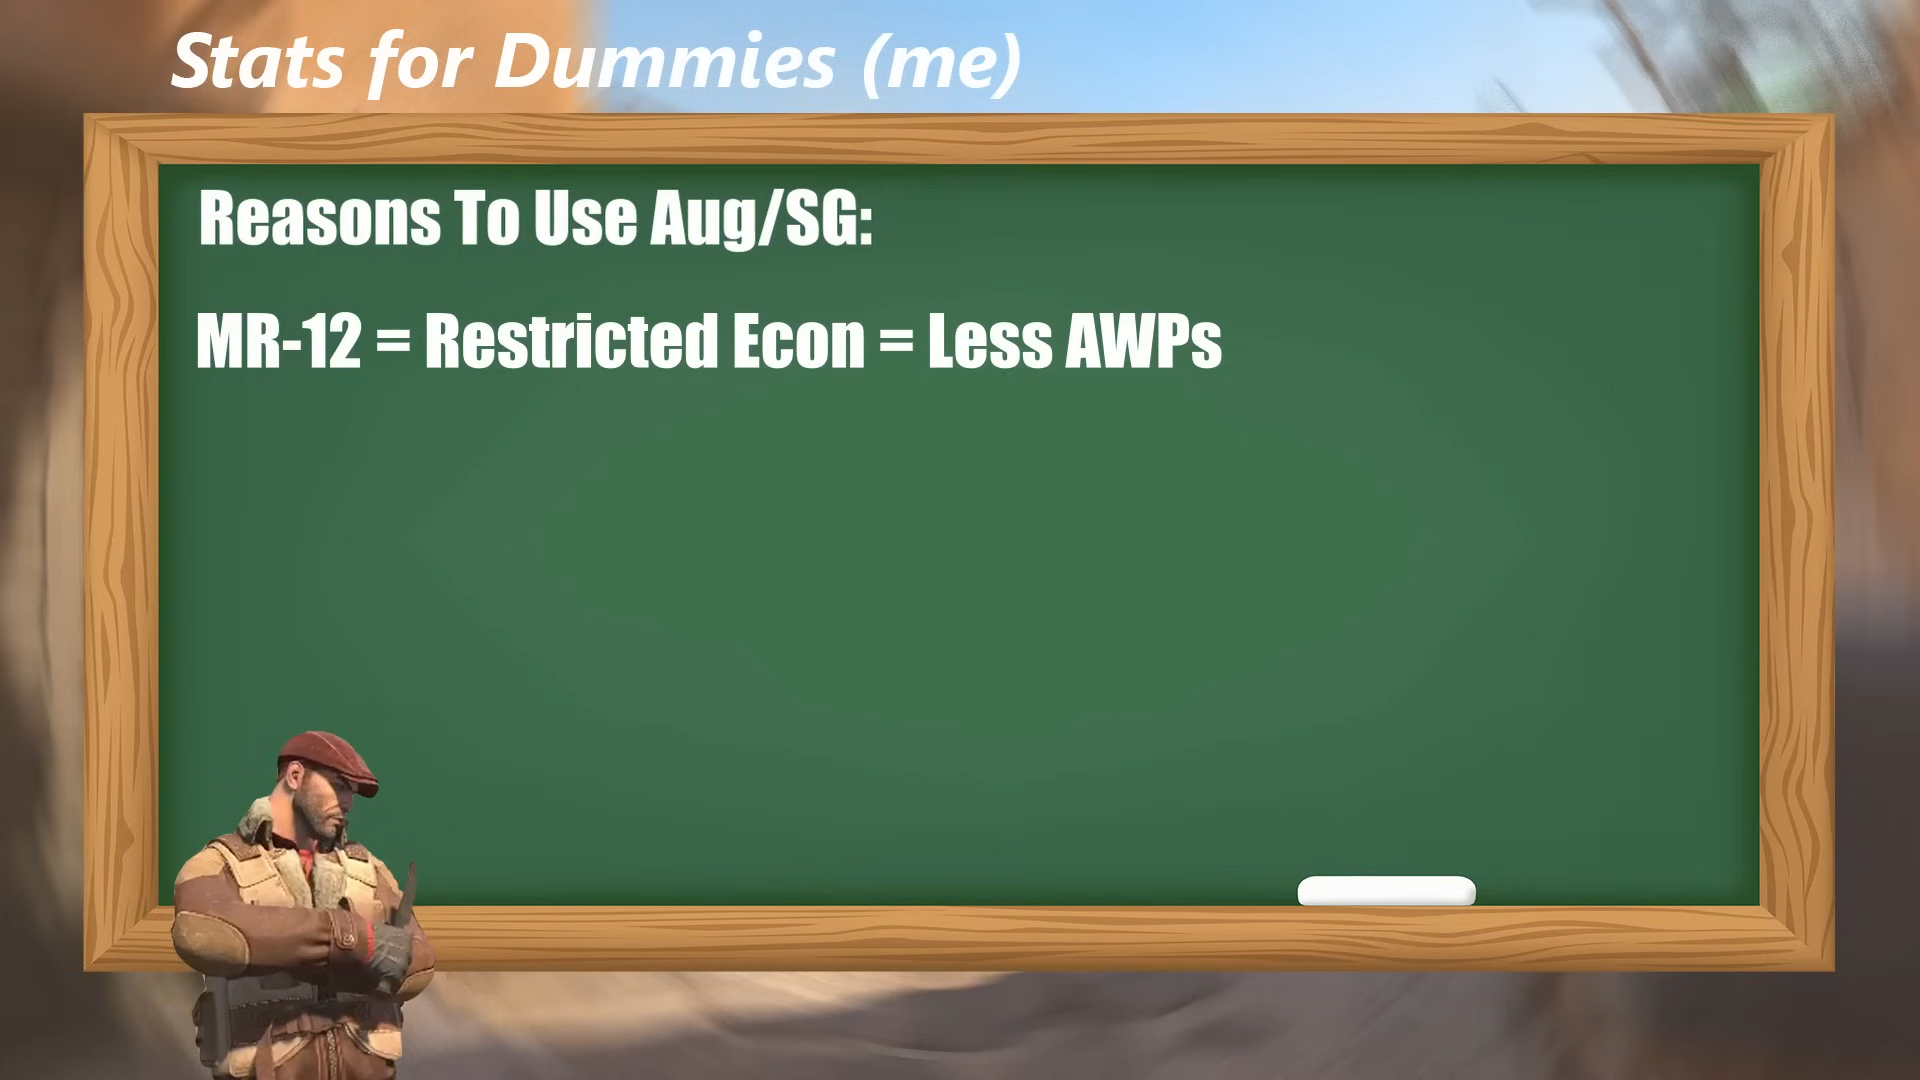 Stats for Dummies (me)
Reasons To Use Aug/SG:
MR-12 = Restricted Econ = Less AWPs